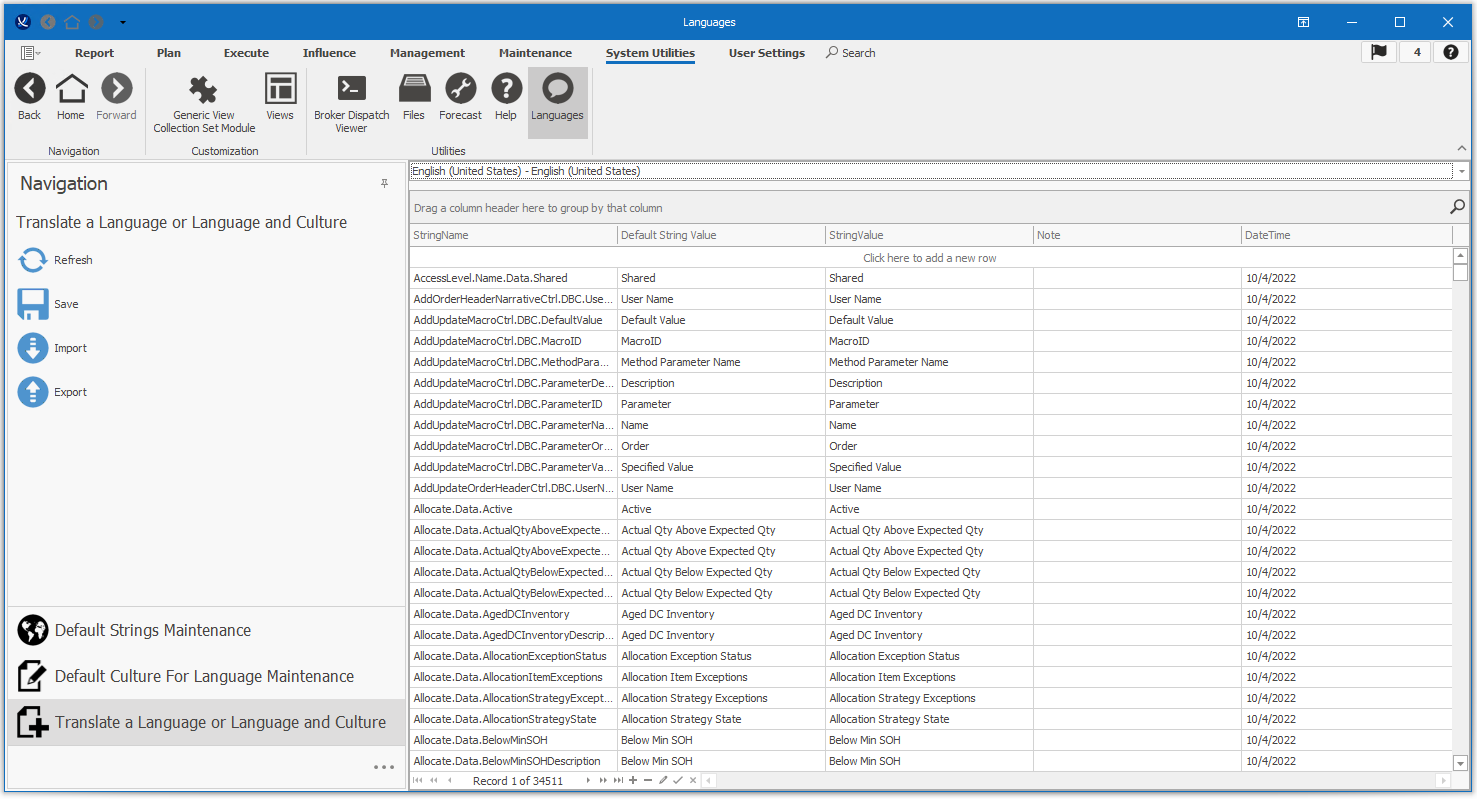 Languages
Report Plan Execute Influence Management Maintenance System Utilities User Settings Search 4
Back Home Forward
Generic View
Collection Set Module
Views
Broker Dispatch
Viewer
Files Forecast Help Languages
Navigation Customization Utilities
Navigation
Translate a Language or Language and Culture
Refresh
Save
Import
Export
Default Strings Maintenance
Default Culture For Language Maintenance
Translate a Language or Language and Culture
English (United States) - English (United States)
Drag a column header here to group by that column
StringName Default String Value StringValue Note DateTime
Click here to add a new row
AccessLevel.Name.Data.Shared Shared Shared 10/4/2022
AddOrderHeaderNarrativeCtrl.DBC.Use... User Name User Name 10/4/2022
AddUpdateMacroCtrl.DBC.DefaultValue Default Value Default Value 10/4/2022
AddUpdateMacroCtrl.DBC.MacroID MacroID MacroID 10/4/2022
AddUpdateMacroCtrl.DBC.MethodPara... Method Parameter Name Method Parameter Name 10/4/2022
AddUpdateMacroCtrl.DBC.ParameterDe... Description Description 10/4/2022
AddUpdateMacroCtrl.DBC.ParameterID Parameter Parameter 10/4/2022
AddUpdateMacroCtrl.DBC.ParameterNa... Name Name 10/4/2022
AddUpdateMacroCtrl.DBC.ParameterOr... Order Order 10/4/2022
AddUpdateMacroCtrl.DBC.ParameterVa... Specified Value Specified Value 10/4/2022
AddUpdateOrderHeaderCtrl.DBC.UserN... User Name User Name 10/4/2022
Allocate.Data.Active Active Active 10/4/2022
Allocate.Data.ActualQtyAboveExpecte... Actual Qty Above Expected Qty Actual Qty Above Expected Qty 10/4/2022
Allocate.Data.ActualQtyAboveExpecte... Actual Qty Above Expected Qty Actual Qty Above Expected Qty 10/4/2022
Allocate.Data.ActualQtyBelowExpected... Actual Qty Below Expected Qty Actual Qty Below Expected Qty 10/4/2022
Allocate.Data.ActualQtyBelowExpected... Actual Qty Below Expected Qty Actual Qty Below Expected Qty 10/4/2022
Allocate.Data.AgedDCInventory Aged DC Inventory Aged DC Inventory 10/4/2022
Allocate.Data.AgedDCInventoryDescrip... Aged DC Inventory Aged DC Inventory 10/4/2022
Allocate.Data.AllocationExceptionStatus Allocation Exception Status Allocation Exception Status 10/4/2022
Allocate.Data.AllocationItemExceptions Allocation Item Exceptions Allocation Item Exceptions 10/4/2022
Allocate.Data.AllocationStrategyExcept... Allocation Strategy Exceptions Allocation Strategy Exceptions 10/4/2022
Allocate.Data.AllocationStrategyState Allocation Strategy State Allocation Strategy State 10/4/2022
Allocate.Data.BelowMinSOH Below Min SOH Below Min SOH 10/4/2022
Allocate.Data.BelowMinSOHDescription Below Min SOH Below Min SOH 10/4/2022
Record 1 of 34511